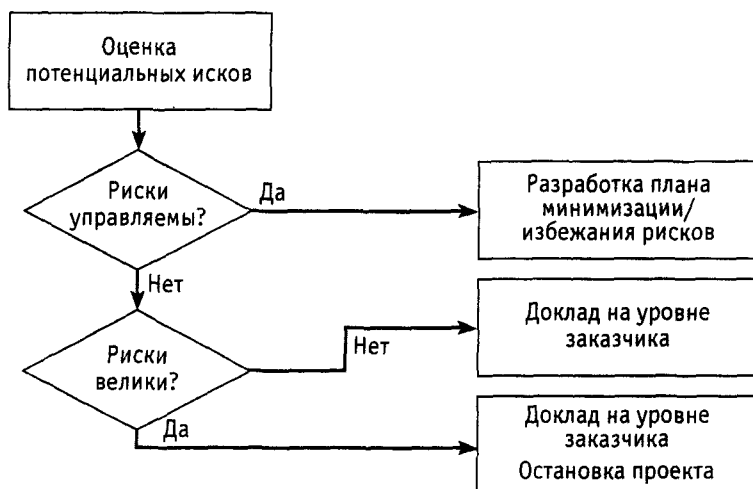 Оценка
потенциальных исков
Риски
управляемы?
Да
Разработка плана
минимизации/
избежания рисков
Нет
Риски
велики?
Нет
Доклад на уровне
заказчика
Да
Доклад на уровне
заказчика
Остановка проекта